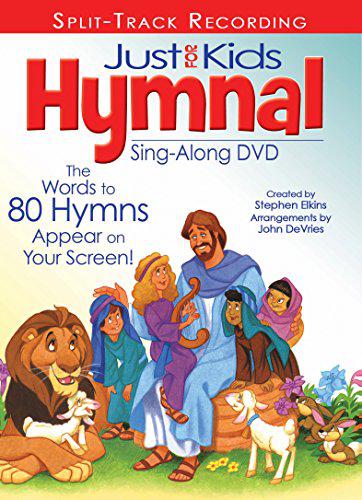 SPLIT-TRACK RECORDING
Just FOR Kids
Hymnal
Sing-Along DVD
The
Words to
80 Hymns
Appear on
Your Screen!
Created by
Stephen Elkins
Arrangements by
John DeVries